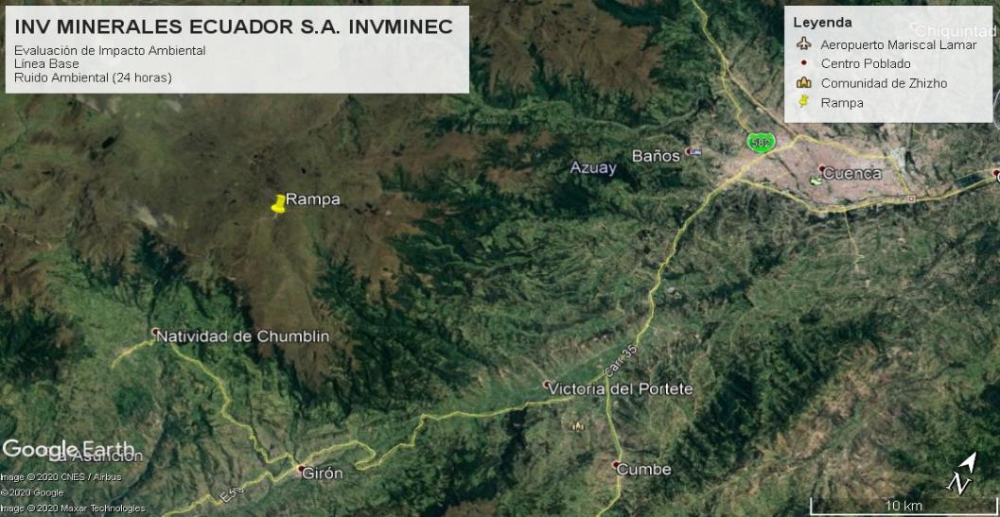 INV MINERALES ECUADOR S.A. INVMINEC
Evaluación de Impacto Ambiental
Línea Base
Ruido Ambiental (24 horas)
Leyenda
Aeropuerto Mariscal Lamar
Centro Poblado
Comunidad de Zhizho
Rampa
Chiquintad
582
Baños
Azuay
Cuenca
Rampa
Natividad de Chumblin
Carr 35
Victoria del Portete
Google Earth
La Asunción
Girón
Cumbe
Image © 2020 CNES / Airbus
© 2020 Google
Image © 2020 Maxar Technologies
N
10 km